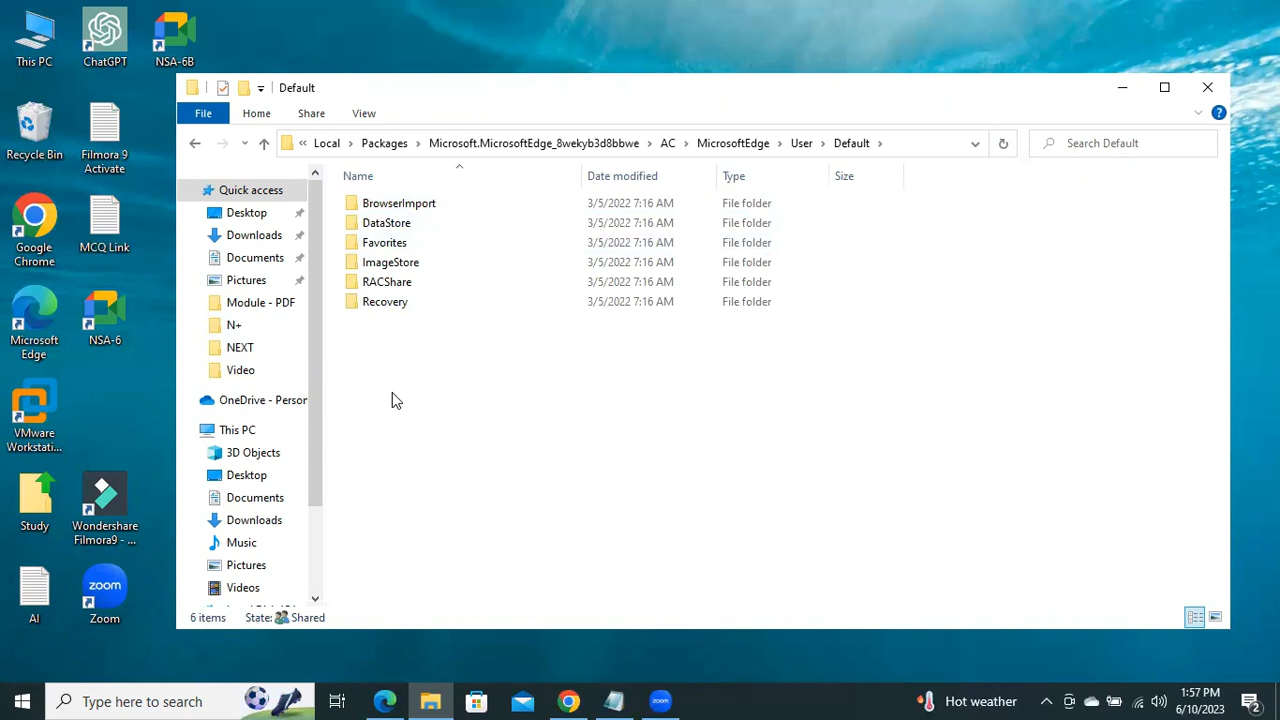 This PC
ChatGPT
NSA-6B
Recycle Bin
Filmora 9
Activate
Google
Chrome
MCQ Link
Microsoft
Edge
NSA-6
VMware
Workstati...
Study
Wondershare
Filmora9 - ...
AI
zoom
Zoom
Default
File
Home
Share
View
Local
Packages
Microsoft.MicrosoftEdge_8wekyb3d8bbwe
AC
MicrosoftEdge
User
Default
Search Default
Quick access
Desktop
Downloads
Documents
Pictures
Module - PDF
N+
NEXT
Video
OneDrive - Person
This PC
3D Objects
Desktop
Documents
Downloads
Music
Pictures
Videos
Name Date modified Type Size
BrowserImport 3/5/2022 7:16 AM File folder
DataStore 3/5/2022 7:16 AM File folder
Favorites 3/5/2022 7:16 AM File folder
ImageStore 3/5/2022 7:16 AM File folder
RACShare 3/5/2022 7:16 AM File folder
Recovery 3/5/2022 7:16 AM File folder
6 items State: Shared
Type here to search
zoom
Hot weather
1:57 PM
6/10/2023
2